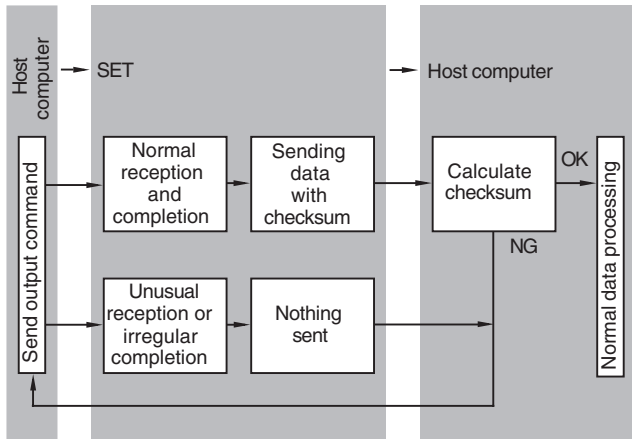 Host
computer
SET
Host computer
Send output command
Normal
reception
and
completion
Sending
data
with
checksum
Calculate
checksum
OK
NG
Normal data processing
Unusual
reception or
irregular
completion
Nothing
sent